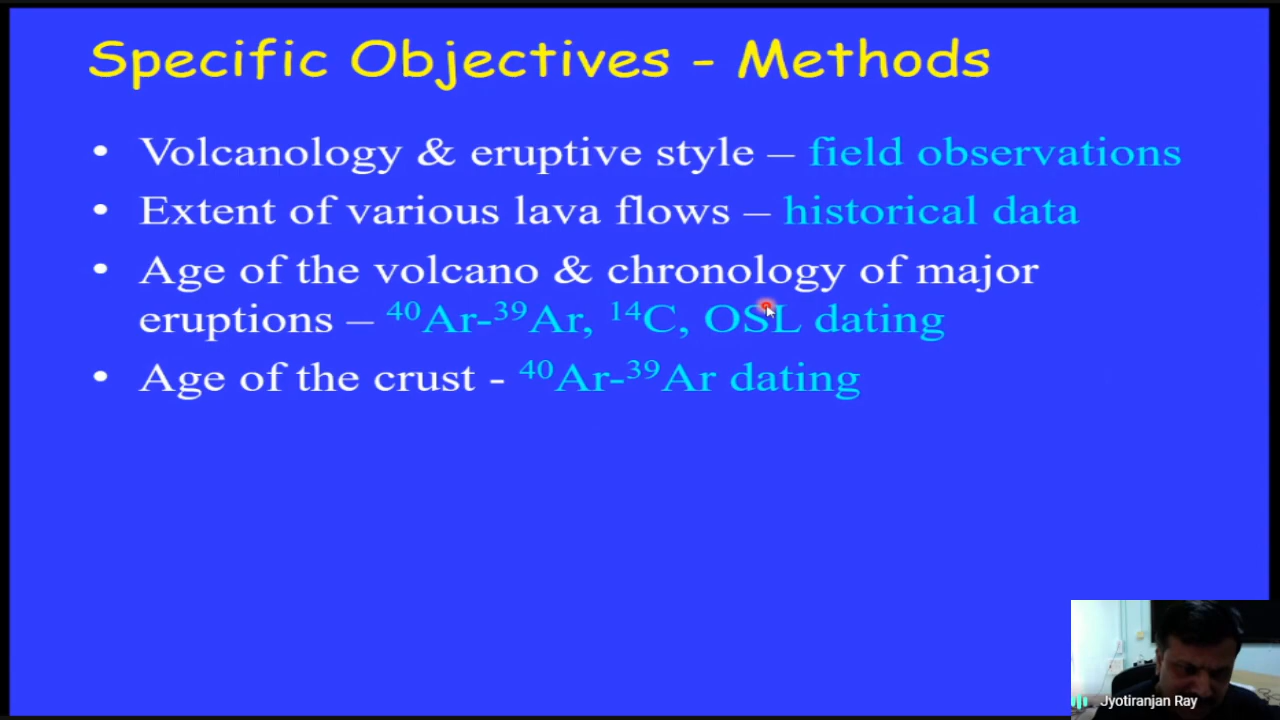 Specific Objectives - Methods
• Volcanology & eruptive style – field observations
• Extent of various lava flows – historical data
• Age of the volcano & chronology of major
eruptions – ⁴⁰Ar-³⁹Ar, ¹⁴C, OSL dating
• Age of the crust - ⁴⁰Ar-³⁹Ar dating
Jyotiranjan Ray